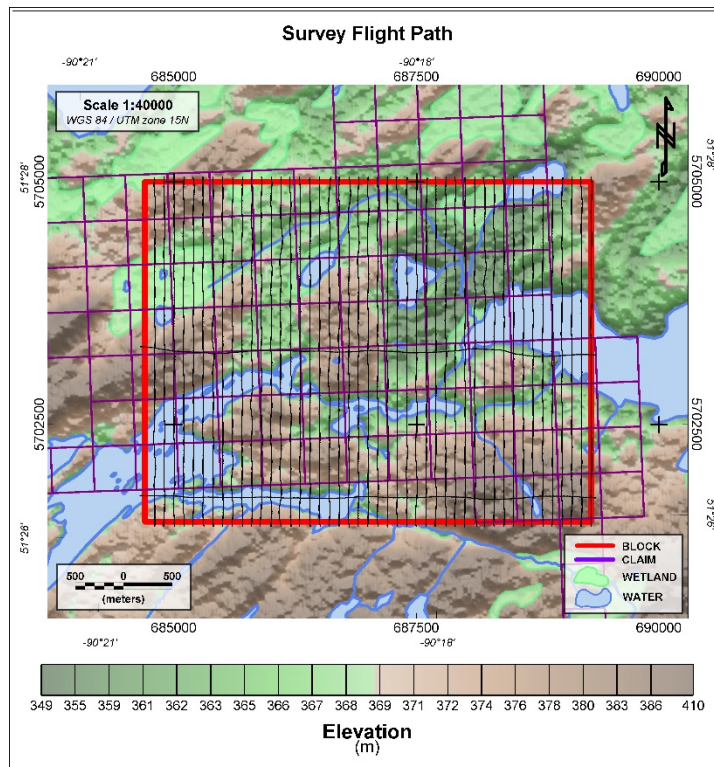 Survey Flight Path
-90°21'
-90°18'
685000
687500
690000
Scale 1:40000
WGS 84 / UTM zone 15N
51°28'
5705000
5705000
51°28'
5702500
5702500
51°26'
51°26'
500 0 500
(meters)
BLOCK
CLAIM
WETLAND
WATER
685000
687500
690000
-90°21'
-90°18'
349 355 359 361 362 363 365 366 367 368 369 371 372 374 376 378 380 383 386 410
Elevation
(m)